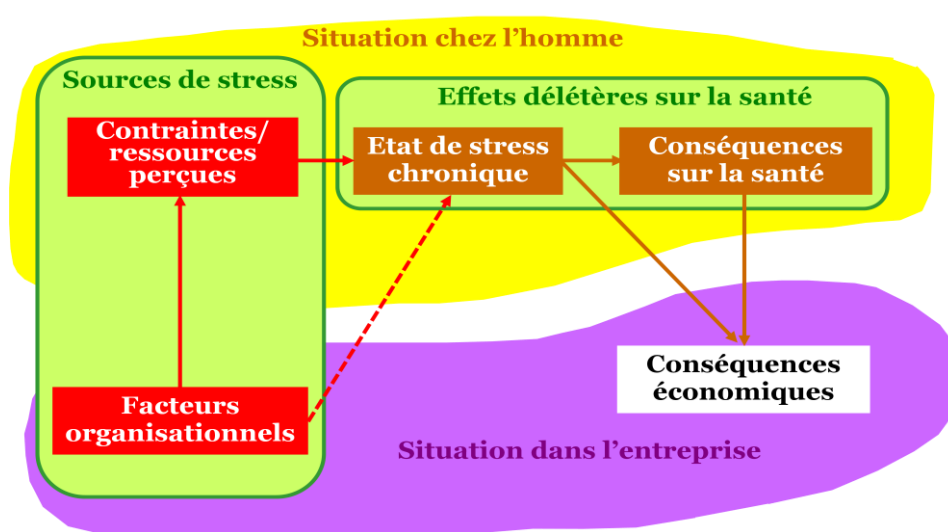 Situation chez l’homme
Sources de stress
Effets délétères sur la santé
Contraintes/
ressources
perçues
Etat de stress
chronique
Conséquences
sur la santé
Conséquences
économiques
Facteurs
organisationnels
Situation dans l’entreprise